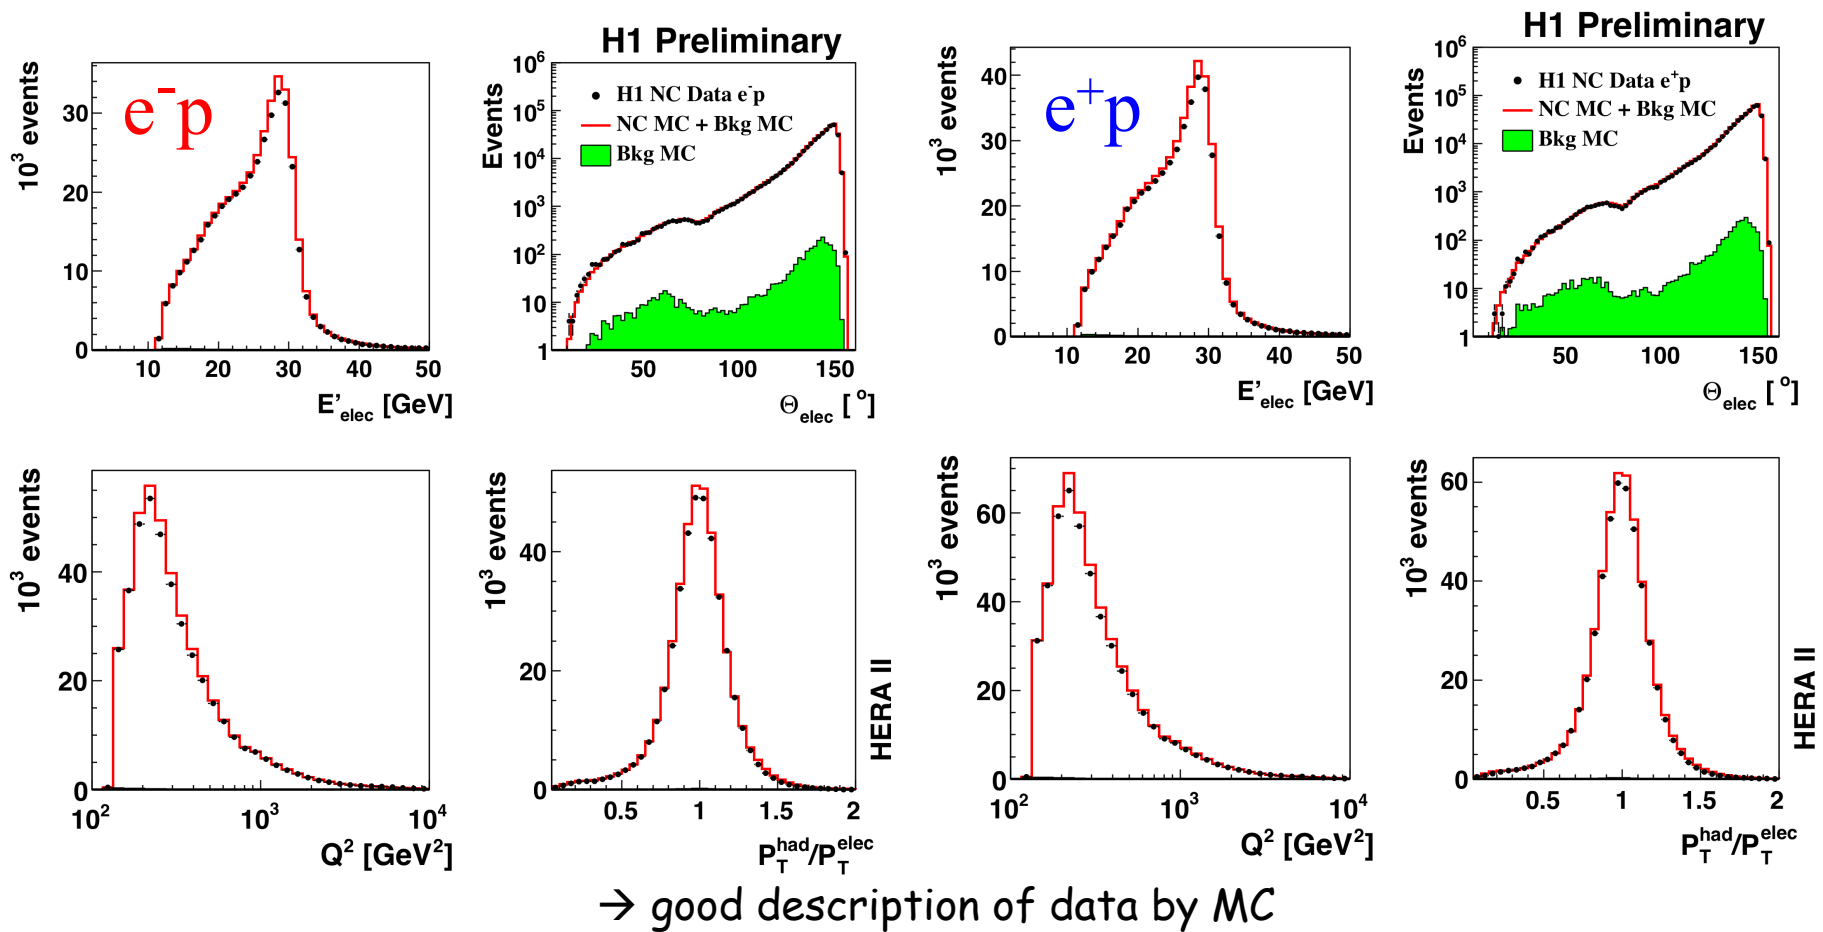 H1 Preliminary
e⁻p
10³ events
30
20
10
0
10 20 30 40 50
E'elec [GeV]
Events
10⁶
10⁵
10⁴
10³
10²
10
1
H1 NC Data e⁻p
NC MC + Bkg MC
Bkg MC
50 100 150
Θelec [°]
H1 Preliminary
e⁺p
10³ events
40
30
20
10
0
10 20 30 40 50
E'elec [GeV]
Events
10⁶
10⁵
10⁴
10³
10²
10
1
H1 NC Data e⁺p
NC MC + Bkg MC
Bkg MC
50 100 150
Θelec [°]
10³ events
40
20
0
10² 10³ 10⁴
Q² [GeV²]
10³ events
40
20
0
0.5 1 1.5 2
P_T^had/P_T^elec
HERA II
10³ events
60
40
20
0
10² 10³ 10⁴
Q² [GeV²]
10³ events
60
40
20
0
0.5 1 1.5 2
P_T^had/P_T^elec
HERA II
→ good description of data by MC